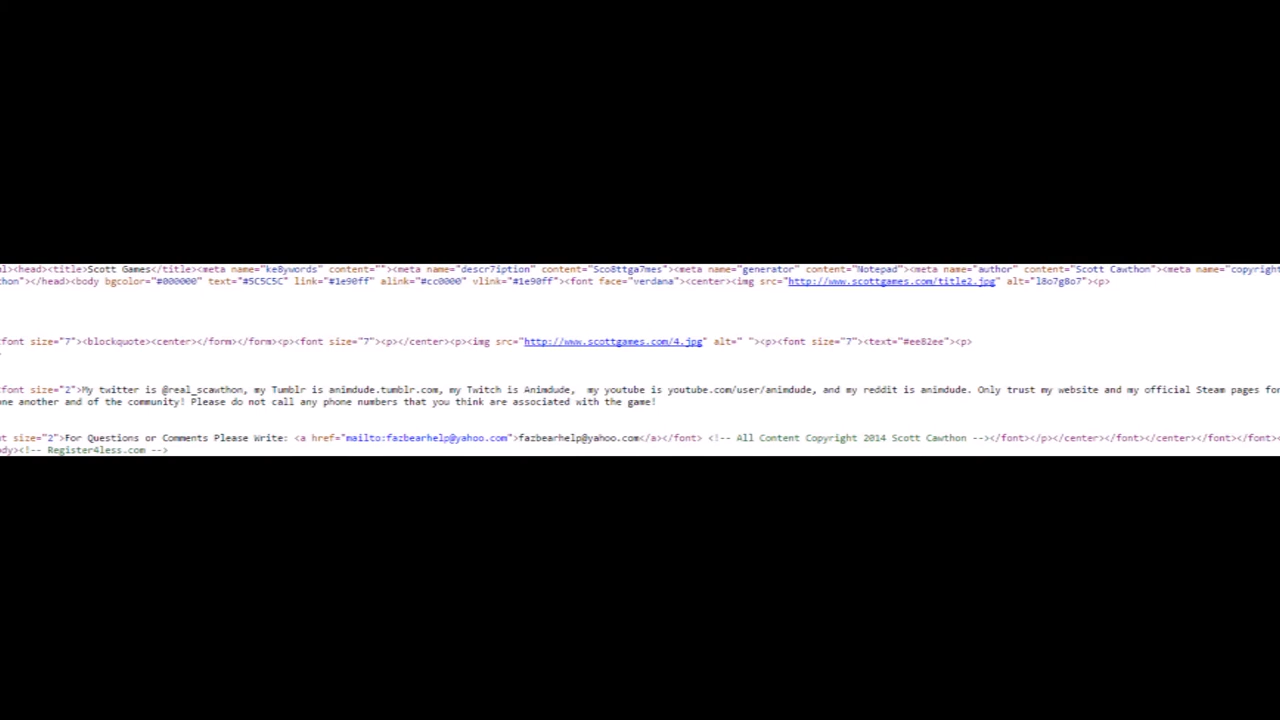 ><head><title>Scott Games</title><meta name="ke8ywords" content=""><meta name="descr7iption" content="Sco8ttga7mes"><meta name="generator" content="Notepad"><meta name="author" content="Scott Cawthon"><meta name="copyright
"></head><body bgcolor="#000000" text="#5C5C5C" link="#1e90ff" alink="#cc0000" vlink="#1e90ff"><font face="verdana"><center><img src="http://www.scottgames.com/title2.jpg" alt="l8o7g8o7"><p>
font size="7"><blockquote><center></form></form><p><font size="7"><p></center><p><img src="http://www.scottgames.com/4.jpg" alt=" "><p><font size="7"><text="#ee82ee"><p>
font size="2">My twitter is @real_scawthon, my Tumblr is animdude.tumblr.com, my Twitch is Animdude, my youtube is youtube.com/user/animdude, and my reddit is animdude. Only trust my website and my official Steam pages for
one another and of the community! Please do not call any phone numbers that you think are associated with the game!
size="2">For Questions or Comments Please Write: <a href="mailto:fazbearhelp@yahoo.com">fazbearhelp@yahoo.com</a></font> <!-- All Content Copyright 2014 Scott Cawthon --></font></p></center></font></center></font></font><
><!-- Register4less.com -->